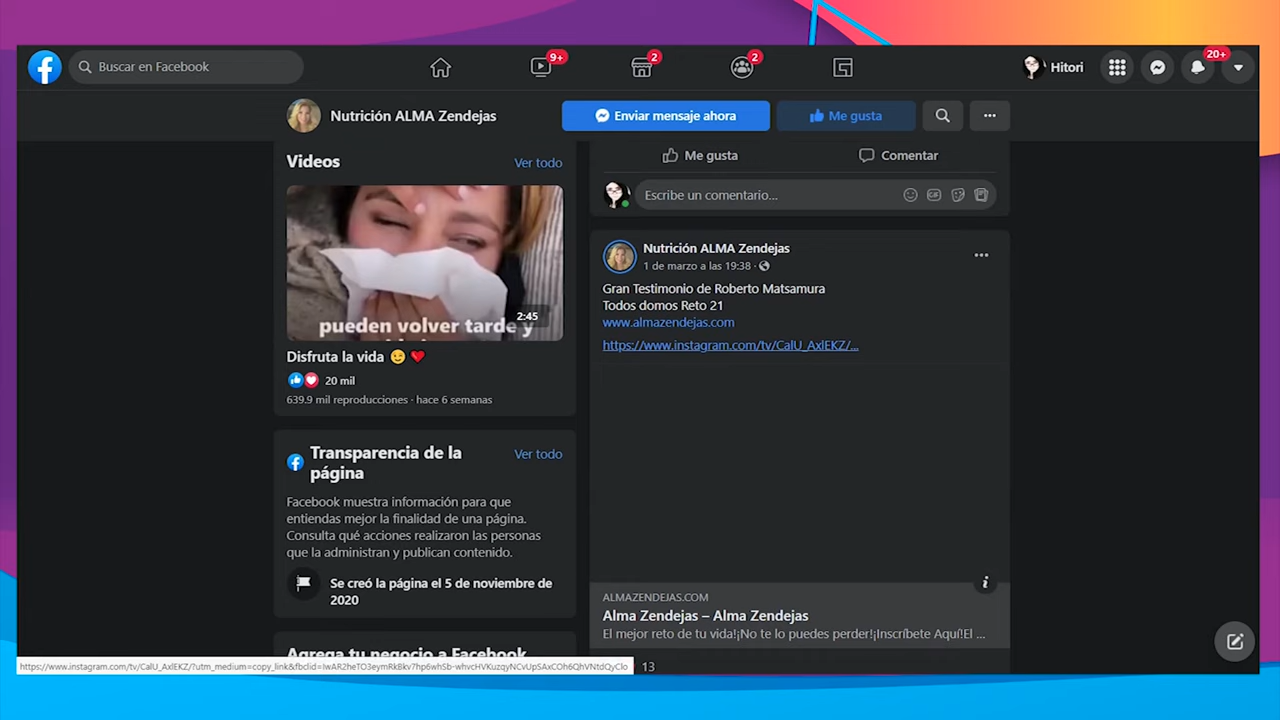 Buscar en Facebook
9+
2
2
Hitori
20+
Nutrición ALMA Zendejas
Enviar mensaje ahora
Me gusta
Videos
Ver todo
pueden volver tarde y
2:45
Disfruta la vida 😉 ❤️
20 mil
639.9 mil reproducciones · hace 6 semanas
Transparencia de la
página
Ver todo
Facebook muestra información para que
entiendas mejor la finalidad de una página.
Consulta qué acciones realizaron las personas
que la administran y publican contenido.
Se creó la página el 5 de noviembre de
2020
Agrega tu negocio a Facebook
Me gusta
Comentar
Escribe un comentario...
GIF
Nutrición ALMA Zendejas
1 de marzo a las 19:38 ·
Gran Testimonio de Roberto Matsamura
Todos domos Reto 21
www.almazendejas.com
https://www.instagram.com/tv/CalU_AxlEKZ/...
ALMAZENDEJAS.COM
Alma Zendejas – Alma Zendejas
El mejor reto de tu vida!¡No te lo puedes perder!¡Inscríbete Aquí!El ...
13